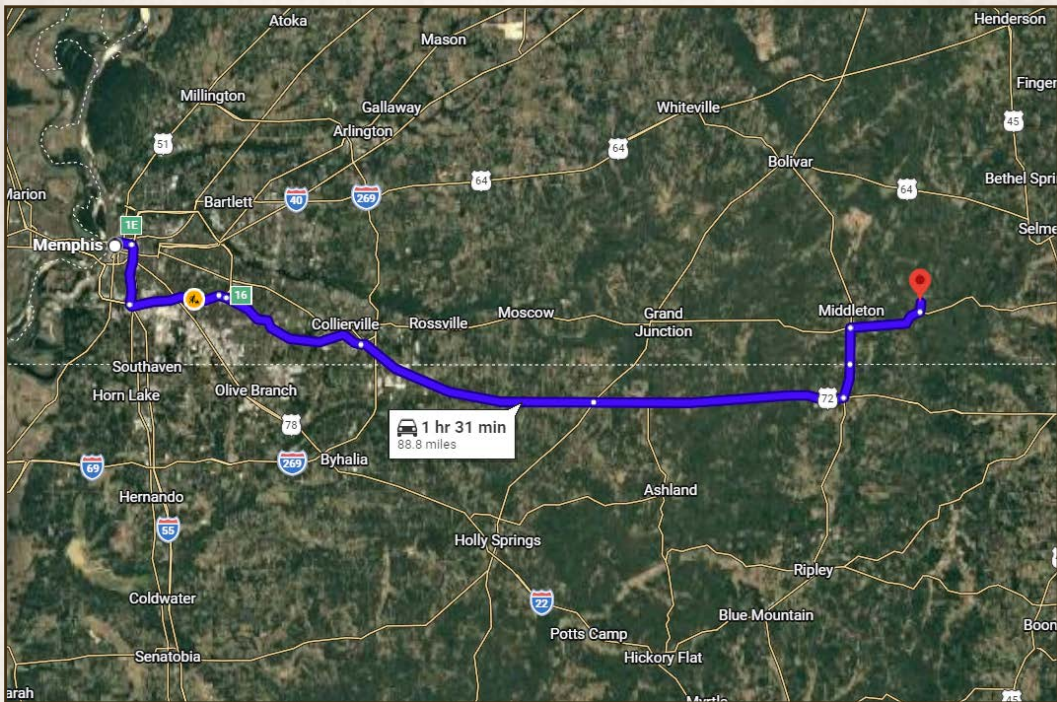 Atoka
Henderson
Mason
Millington
Gallaway
Finger
Whiteville
45
Arlington
51
64
Bolivar
64
Marion
Bartlett
40
269
64
Bethel Spri
1E
Selme
Memphis
16
Middleton
Collierville
Rossville
Moscow
Grand
Junction
Southaven
Horn Lake
Olive Branch
72
78
1 hr 31 min
88.8 miles
69
269
Byhalia
Hernando
Ashland
55
Holly Springs
Ripley
Coldwater
22
Blue Mountain
Potts Camp
Boon
Senatobia
Hickory Flat
arah
Myrtle
45